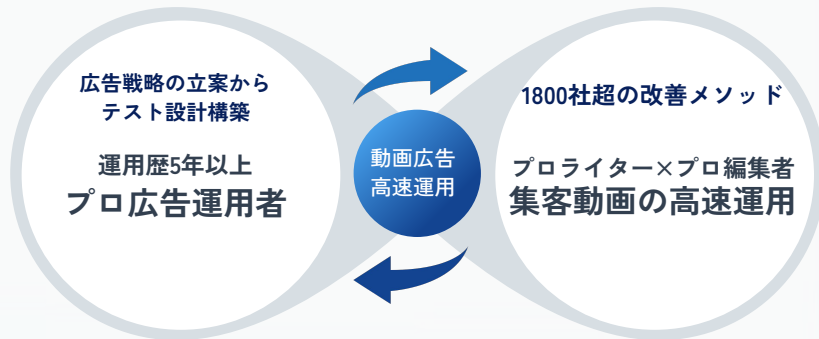 広告戦略の立案から
テスト設計構築
運用歴5年以上
プロ広告運用者
動画広告
高速運用
1800社超の改善メソッド
プロライター×プロ編集者
集客動画の高速運用